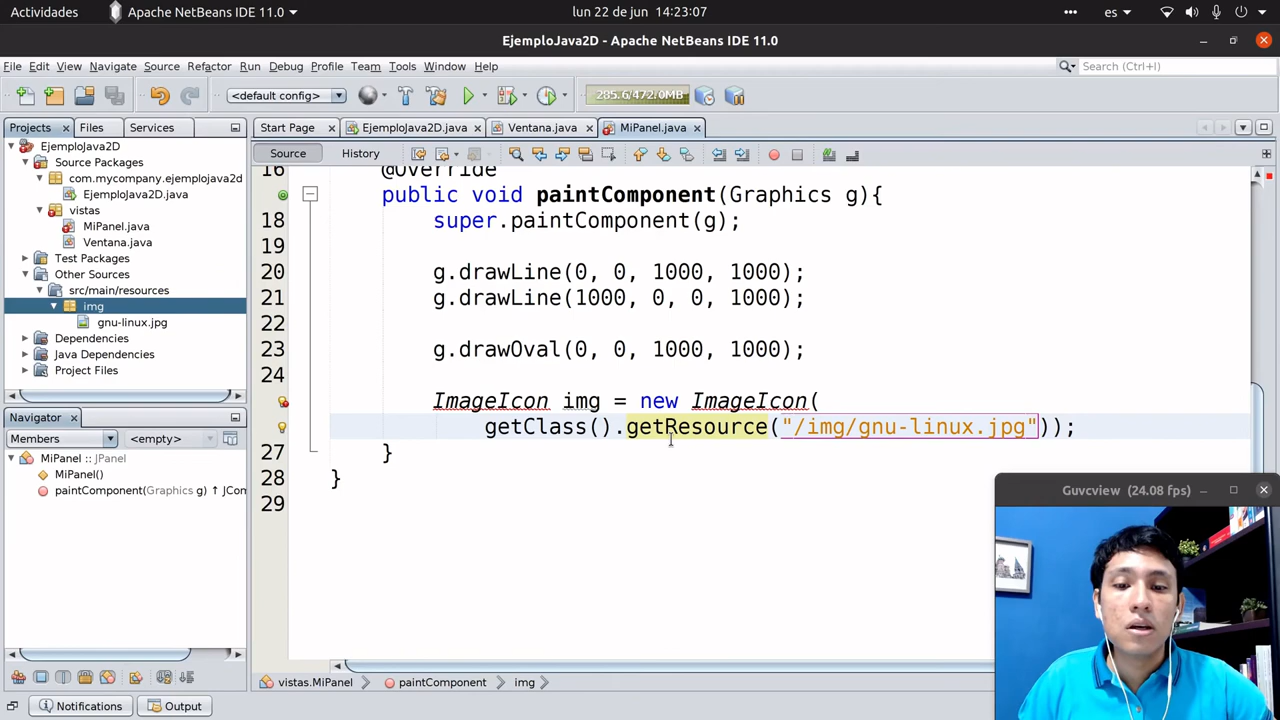 Actividades
Apache NetBeans IDE 11.0
lun 22 de jun 14:23:07
es
EjemploJava2D - Apache NetBeans IDE 11.0
File Edit View Navigate Source Refactor Run Debug Profile Team Tools Window Help
Search (Ctrl+I)
<default config>
285.6/472.0MB
Projects Files Services
Start Page EjemploJava2D.java Ventana.java MiPanel.java
EjemploJava2D
Source Packages
com.mycompany.ejemplojava2d
EjemploJava2D.java
vistas
MiPanel.java
Ventana.java
Test Packages
Other Sources
src/main/resources
img
gnu-linux.jpg
Dependencies
Java Dependencies
Project Files
Navigator
Members <empty>
MiPanel :: JPanel
MiPanel()
paintComponent(Graphics g) ↑ JCom
Source History
16 @Override
public void paintComponent(Graphics g){
18 super.paintComponent(g);
19
20 g.drawLine(0, 0, 1000, 1000);
21 g.drawLine(1000, 0, 0, 1000);
22
23 g.drawOval(0, 0, 1000, 1000);
24
ImageIcon img = new ImageIcon(
getClass().getResource("/img/gnu-linux.jpg"));
27 }
28 }
29
vistas.MiPanel paintComponent img
Notifications Output
Guvcview (24.08 fps)